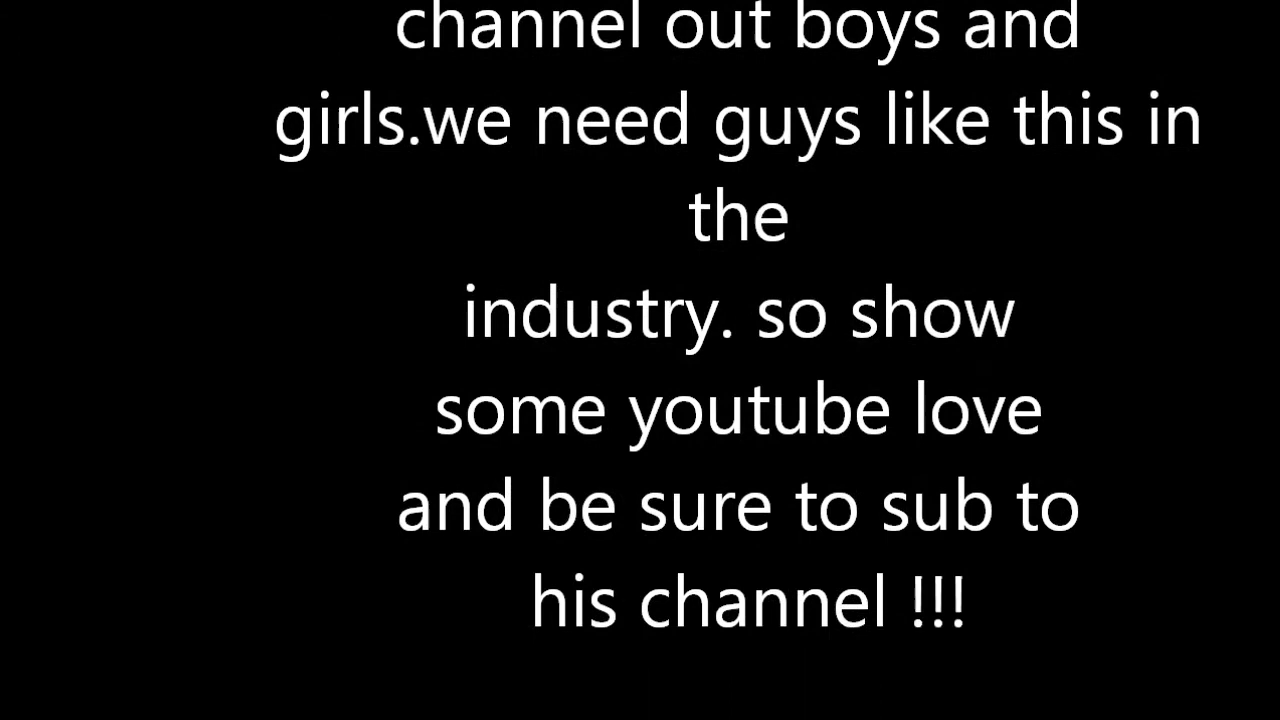 channel out boys and
girls.we need guys like this in
the
industry. so show
some youtube love
and be sure to sub to
his channel !!!